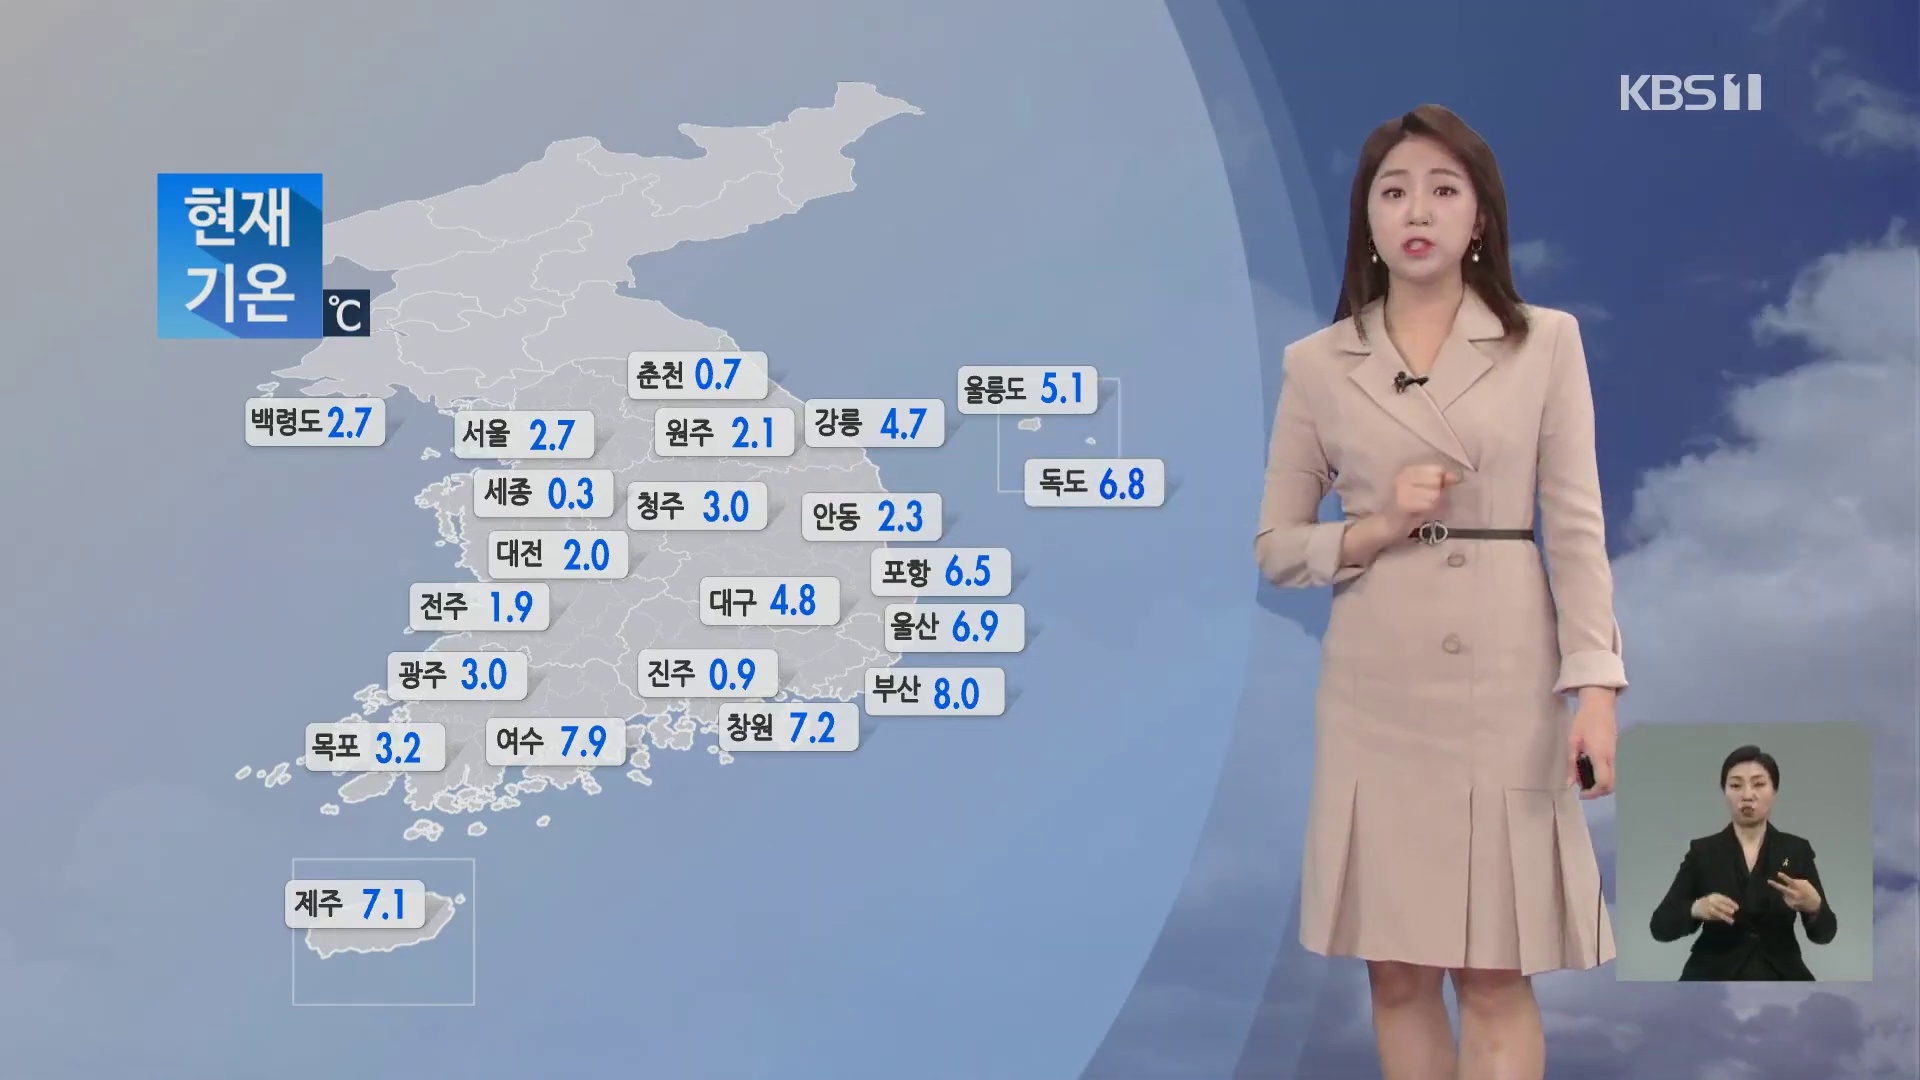 KBS 1
현재
기온
℃
춘천 0.7
울릉도 5.1
백령도 2.7
서울 2.7
원주 2.1
강릉 4.7
독도 6.8
세종 0.3
청주 3.0
안동 2.3
대전 2.0
포항 6.5
전주 1.9
대구 4.8
울산 6.9
광주 3.0
진주 0.9
부산 8.0
목포 3.2
여수 7.9
창원 7.2
제주 7.1